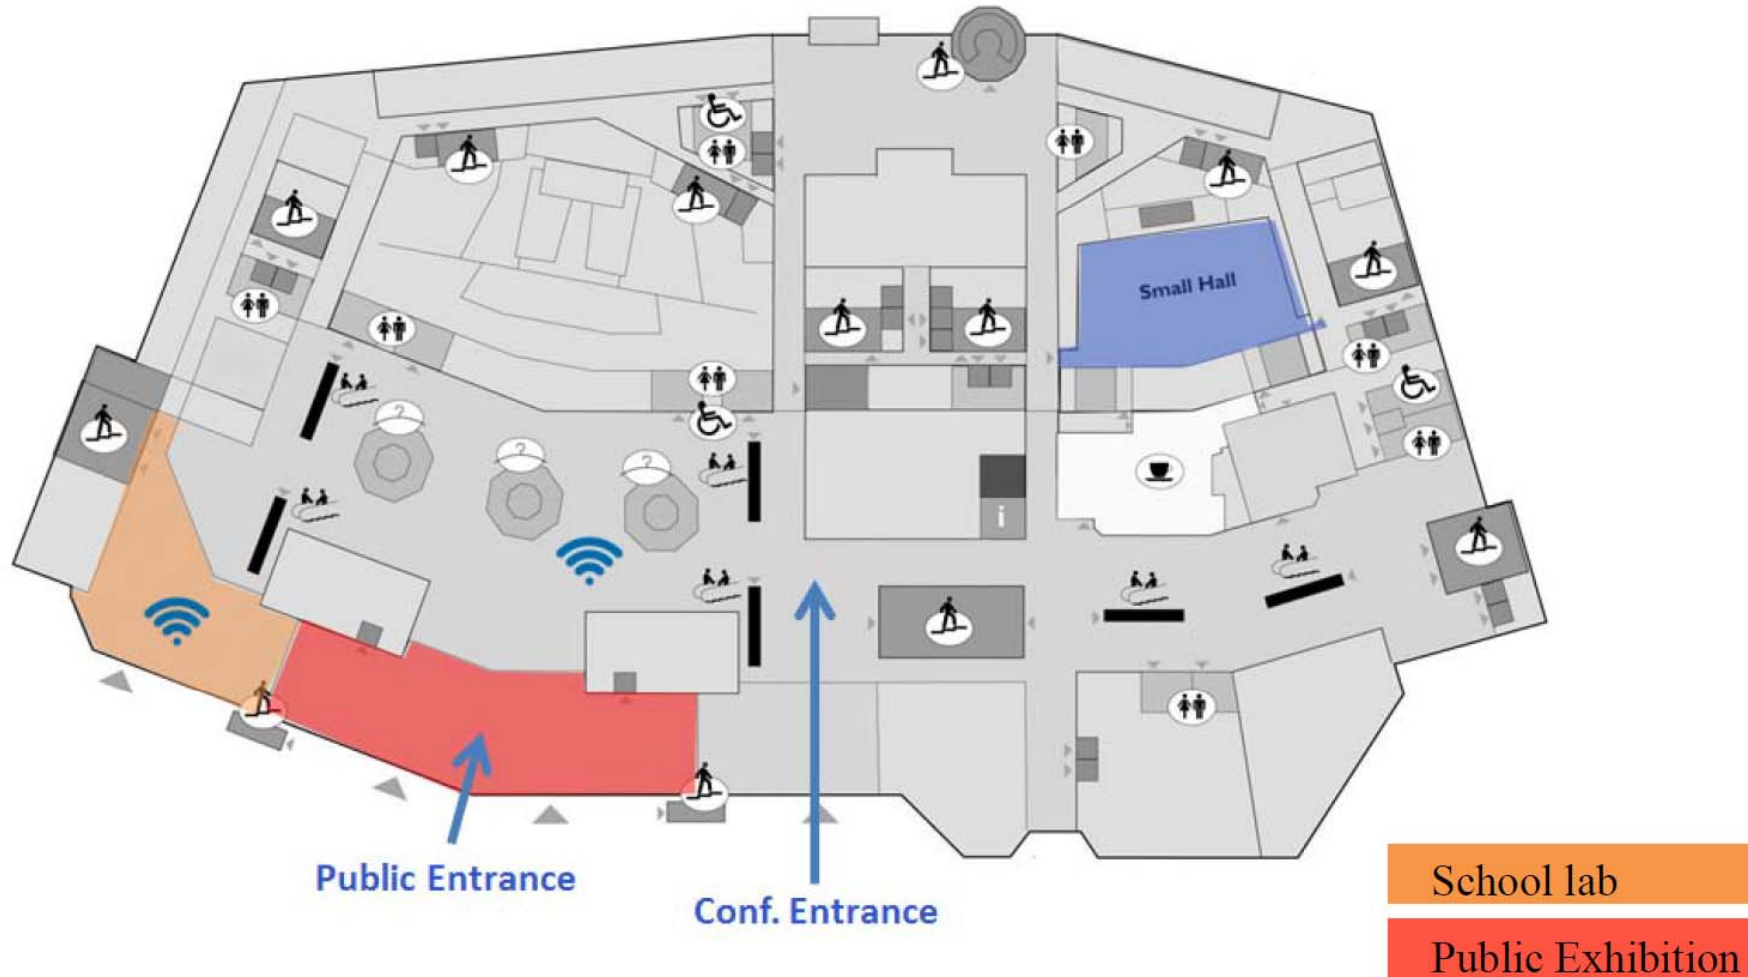 Small Hall
?
?
?
i
Public Entrance
Conf. Entrance
School lab
Public Exhibition